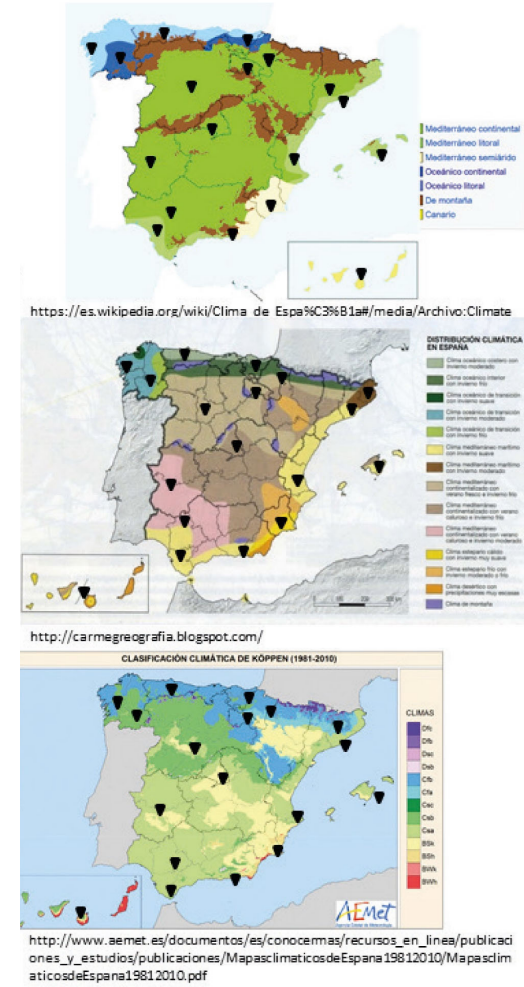 Mediterráneo continental
Mediterráneo litoral
Mediterráneo semiárido
Oceánico continental
Oceánico litoral
De montaña
Canario
https://es.wikipedia.org/wiki/Clima_de_Espa%C3%B1a#/media/Archivo:Climate
DISTRIBUCIÓN CLIMÁTICA
EN ESPAÑA
Clima oceánico costero con
invierno moderado
Clima oceánico interior
con invierno frío
Clima oceánico de transición
con invierno suave
Clima oceánico de transición
con invierno moderado
Clima oceánico de transición
con invierno frío
Clima mediterráneo marítimo
con invierno suave
Clima mediterráneo marítimo
con invierno moderado
Clima mediterráneo
continentalizado con
verano fresco e invierno frío
Clima mediterráneo
continentalizado con verano
caluroso e invierno frío
Clima mediterráneo
continentalizado con verano
caluroso e invierno moderado
Clima estepario cálido
con invierno muy suave
Clima estepario frío con
invierno moderado o frío
Clima desértico con
precipitaciones muy escasas
Clima de montaña
http://carmegreografia.blogspot.com/
CLASIFICACIÓN CLIMÁTICA DE KÖPPEN (1981-2010)
CLIMAS
Dfc
Dfb
Dsc
Dsb
Cfb
Cfa
Csc
Csb
Csa
BSk
BSh
BWk
BWh
AEMet
Agencia Estatal de Meteorología
http://www.aemet.es/documentos/es/conocermas/recursos_en_linea/publicaci
ones_y_estudios/publicaciones/MapasclimaticosdeEspana19812010/Mapasclim
aticosdeEspana19812010.pdf